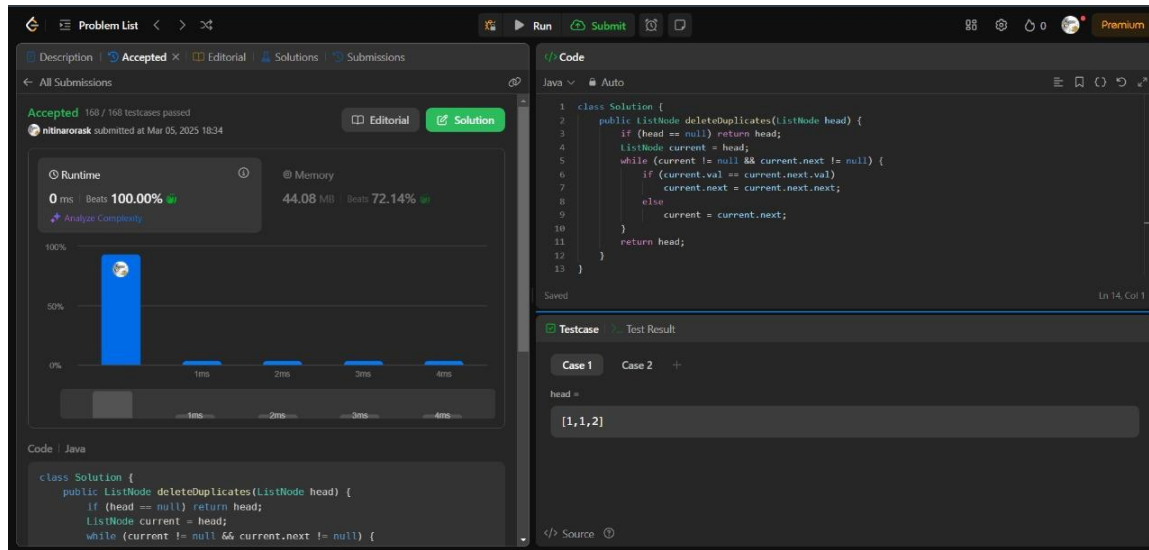 Problem List
Run
Submit
0
Premium
Description
Accepted
Editorial
Solutions
Submissions
All Submissions
Accepted 168 / 168 testcases passed
nitinarorask submitted at Mar 05, 2025 18:34
Editorial
Solution
Runtime
0 ms Beats 100.00%
Analyze Complexity
Memory
44.08 MB Beats 72.14%
100%
50%
0%
1ms 2ms 3ms 4ms
1ms 2ms 3ms 4ms
Code Java
class Solution {
public ListNode deleteDuplicates(ListNode head) {
if (head == null) return head;
ListNode current = head;
while (current != null && current.next != null) {
</> Code
Java Auto
1 class Solution {
2 public ListNode deleteDuplicates(ListNode head) {
3 if (head == null) return head;
4 ListNode current = head;
5 while (current != null && current.next != null) {
6 if (current.val == current.next.val)
7 current.next = current.next.next;
8 else
9 current = current.next;
10 }
11 return head;
12 }
13 }
Saved
Ln 14, Col 1
Testcase
>_ Test Result
Case 1 Case 2 +
head =
[1,1,2]
</> Source